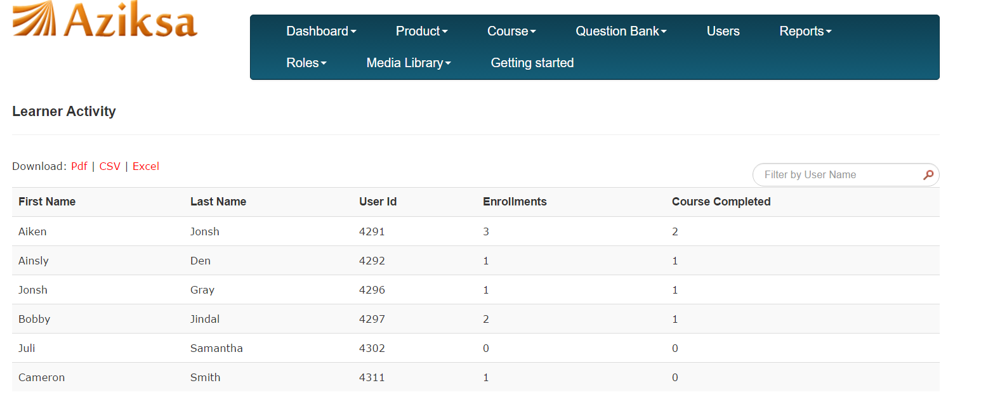 Aziksa
Dashboard Product Course Question Bank Users Reports
Roles Media Library Getting started
Learner Activity
Download: Pdf | CSV | Excel
Filter by User Name
First Name Last Name User Id Enrollments Course Completed
Aiken Jonsh 4291 3 2
Ainsly Den 4292 1 1
Jonsh Gray 4296 1 1
Bobby Jindal 4297 2 1
Juli Samantha 4302 0 0
Cameron Smith 4311 1 0